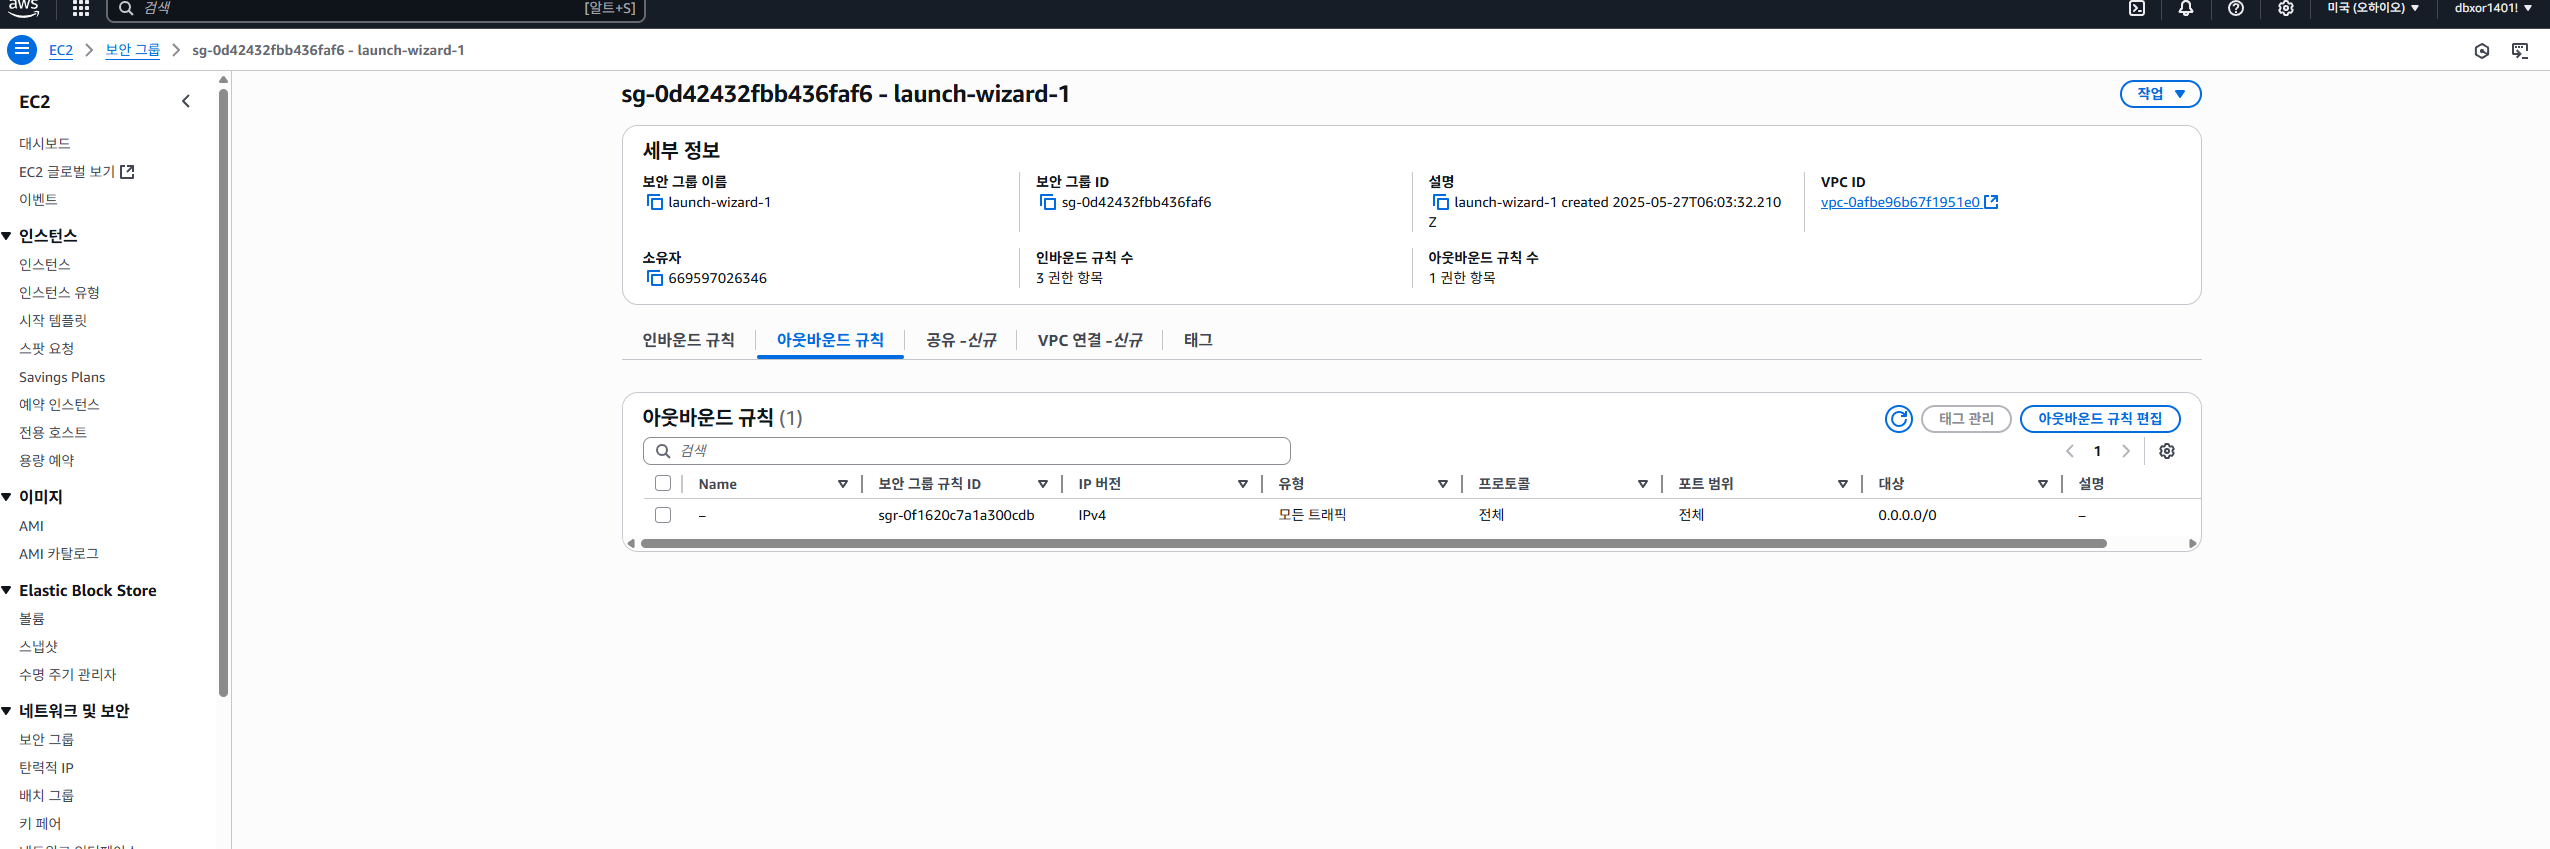 aws
검색
[알트+S]
미국 (오하이오)
dbxor1401!
EC2
보안 그룹
sg-0d42432fbb436faf6 - launch-wizard-1
EC2
대시보드
EC2 글로벌 보기
이벤트
인스턴스
인스턴스
인스턴스 유형
시작 템플릿
스팟 요청
Savings Plans
예약 인스턴스
전용 호스트
용량 예약
이미지
AMI
AMI 카탈로그
Elastic Block Store
볼륨
스냅샷
수명 주기 관리자
네트워크 및 보안
보안 그룹
탄력적 IP
배치 그룹
키 페어
sg-0d42432fbb436faf6 - launch-wizard-1
작업
세부 정보
보안 그룹 이름
launch-wizard-1
보안 그룹 ID
sg-0d42432fbb436faf6
설명
launch-wizard-1 created 2025-05-27T06:03:32.210
Z
VPC ID
vpc-0afbe96b67f1951e0
소유자
669597026346
인바운드 규칙 수
3 권한 항목
아웃바운드 규칙 수
1 권한 항목
인바운드 규칙
아웃바운드 규칙
공유 -신규
VPC 연결 -신규
태그
아웃바운드 규칙 (1)
태그 관리
아웃바운드 규칙 편집
검색
1
Name
보안 그룹 규칙 ID
IP 버전
유형
프로토콜
포트 범위
대상
설명
–
sgr-0f1620c7a1a300cdb
IPv4
모든 트래픽
전체
전체
0.0.0.0/0
–